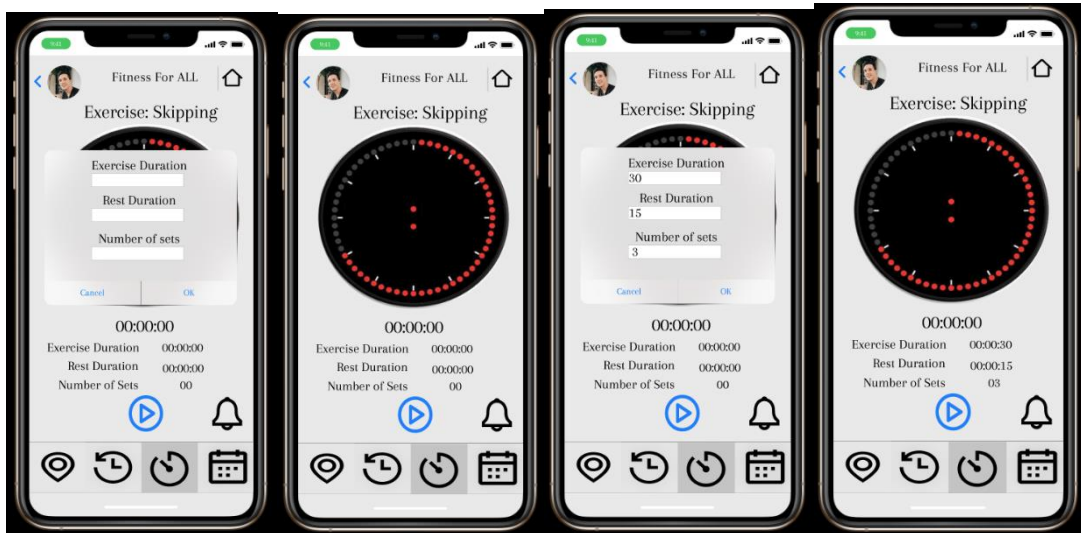 9:41
Fitness For ALL
Exercise: Skipping
Exercise Duration
Rest Duration
Number of sets
Cancel OK
00:00:00
Exercise Duration 00:00:00
Rest Duration 00:00:00
Number of Sets 00
9:41
Fitness For ALL
Exercise: Skipping
00:00:00
Exercise Duration 00:00:00
Rest Duration 00:00:00
Number of Sets 00
9:41
Fitness For ALL
Exercise: Skipping
Exercise Duration
30
Rest Duration
15
Number of sets
3
Cancel OK
00:00:00
Exercise Duration 00:00:00
Rest Duration 00:00:00
Number of Sets 00
9:41
Fitness For ALL
Exercise: Skipping
00:00:00
Exercise Duration 00:00:30
Rest Duration 00:00:15
Number of Sets 03